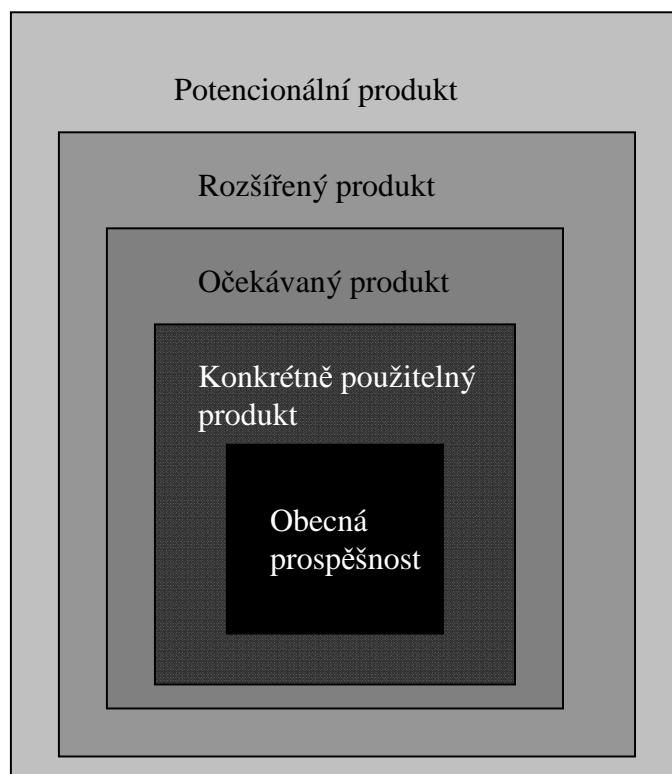 Potencionální produkt
Rozšířený produkt
Očekávaný produkt
Konkrétně použitelný
produkt
Obecná
prospěšnost